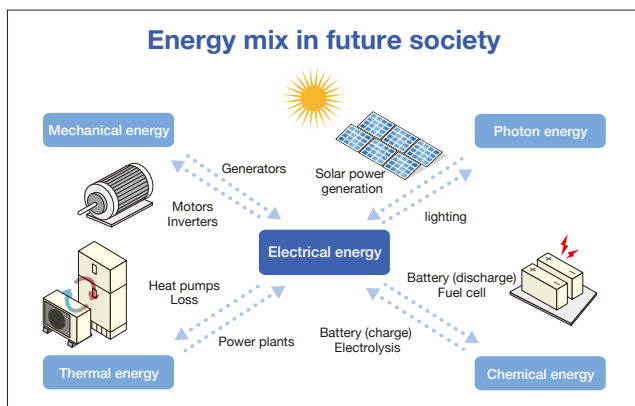 Energy mix in future society
Mechanical energy
Photon energy
Generators
Solar power
generation
Motors
Inverters
lighting
Electrical energy
Heat pumps
Loss
Battery (discharge)
Fuel cell
Power plants
Battery (charge)
Electrolysis
Thermal energy
Chemical energy